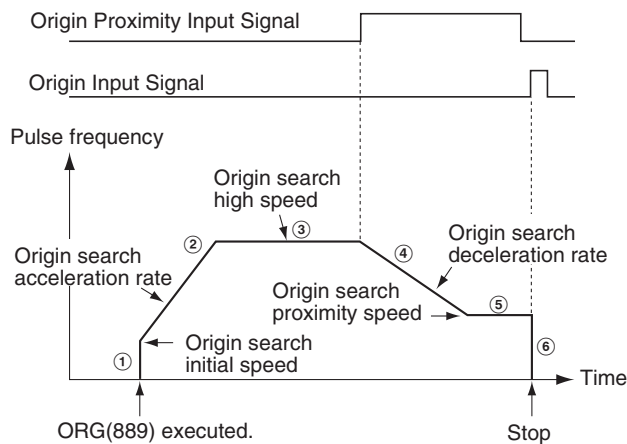 Origin Proximity Input Signal
Origin Input Signal
Pulse frequency
Origin search
high speed
② ③
④
Origin search
acceleration rate
Origin search
deceleration rate
Origin search
proximity speed
⑤
①
Origin search
initial speed
⑥
Time
ORG(889) executed.
Stop